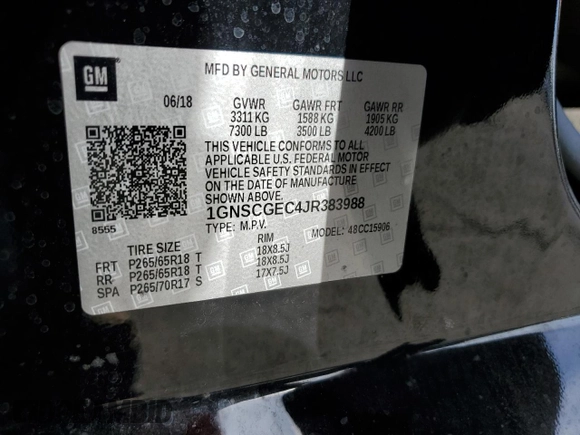 GM
MFD BY GENERAL MOTORS LLC
06/18 GVWR GAWR FRT GAWR RR
3311 KG 1588 KG 1905 KG
7300 LB 3500 LB 4200 LB
THIS VEHICLE CONFORMS TO ALL
APPLICABLE U.S. FEDERAL MOTOR
VEHICLE SAFETY STANDARDS IN EFFECT
ON THE DATE OF MANUFACTURE
SHOWN ABOVE.
8555
1GNSCGEC4JR383988
TYPE: M.P.V. MODEL: 48CC15906
TIRE SIZE RIM
FRT P265/65R18 T 18X8.5J
RR P265/65R18 T 18X8.5J
SPA P265/70R17 S 17X7.5J